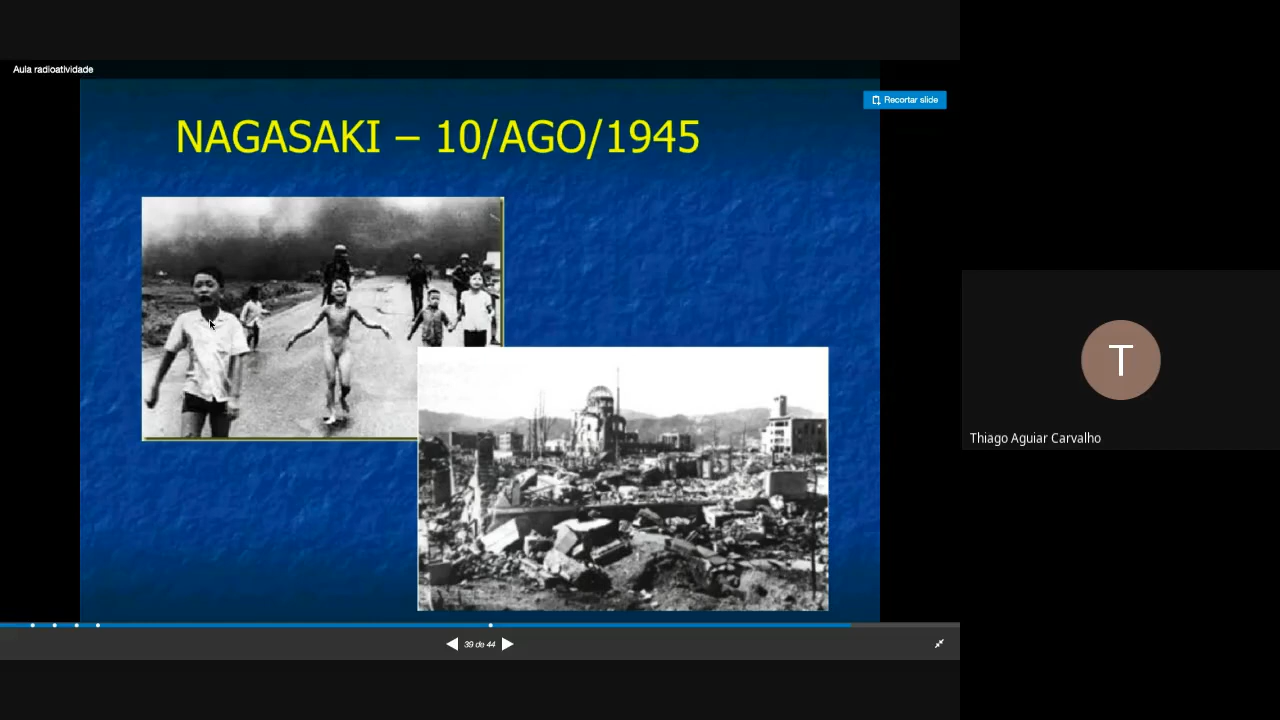 Aula radioatividade
Recortar slide
NAGASAKI – 10/AGO/1945
T
Thiago Aguiar Carvalho
39 de 44